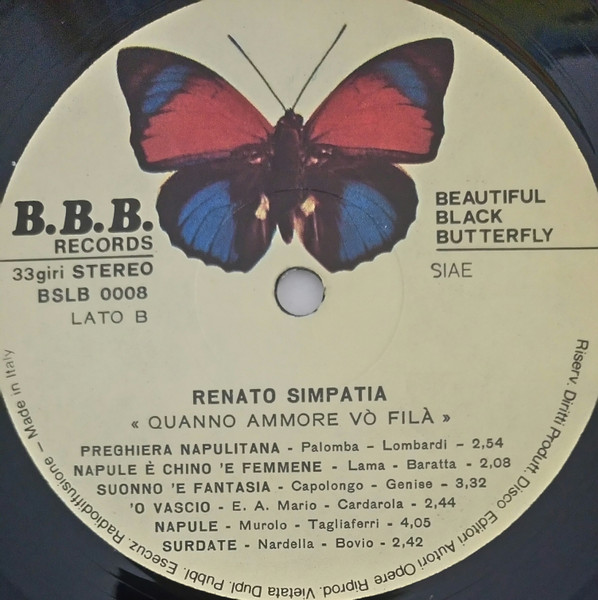 B.B.B.
RECORDS
33giri STEREO
BSLB 0008
LATO B
BEAUTIFUL
BLACK
BUTTERFLY
SIAE
RENATO SIMPATIA
« QUANNO AMMORE VÒ FILÀ »
PREGHIERA NAPULITANA - Palomba - Lombardi - 2,54
NAPULE È CHINO 'E FEMMENE - Lama - Baratta - 2,08
SUONNO 'E FANTASIA - Capolongo - Genise - 3,32
'O VASCIO - E. A. Mario - Cardarola - 2,44
NAPULE - Murolo - Tagliaferri - 4,05
SURDATE - Nardella - Bovio - 2,42
Riserv. Diritti Produtt. Disco Editori Autori Opere Riprod. Vietata Dupl. Pubbl. Esecuz. Radiodiffusione - Made in Italy